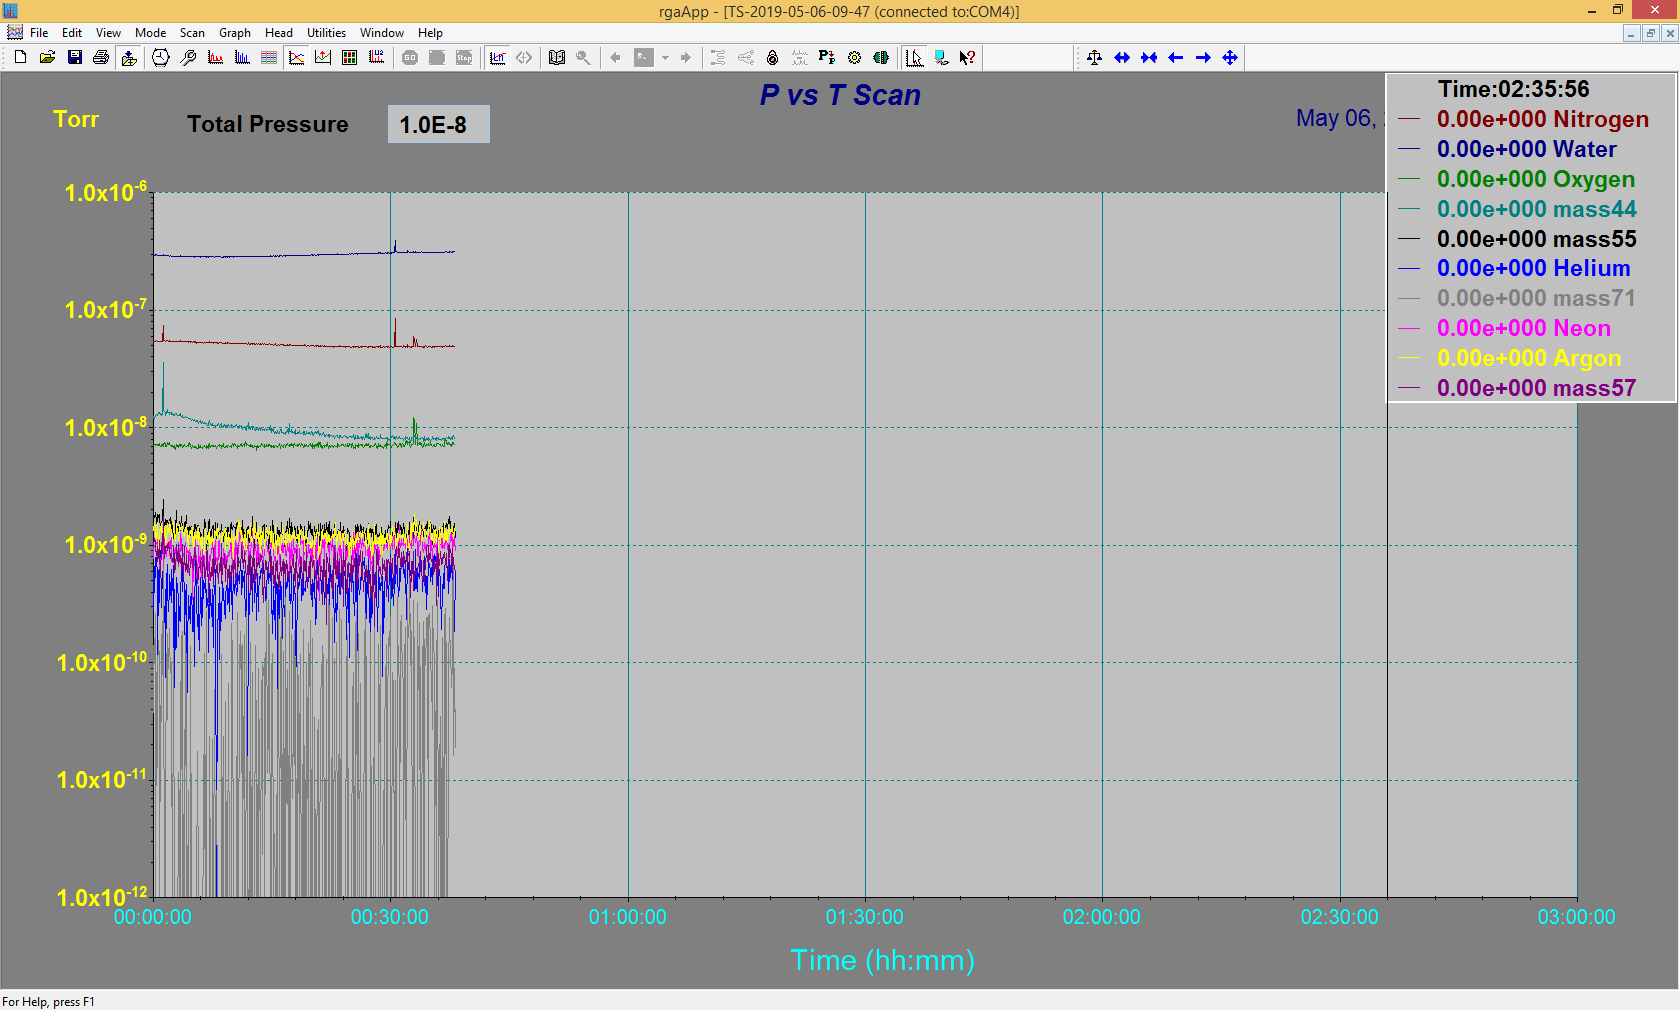 rgaApp - [TS-2019-05-06-09-47 (connected to:COM4)]
File Edit View Mode Scan Graph Head Utilities Window Help
GO Stop
P vs T Scan
Torr
Total Pressure 1.0E-8
May 06,
Time:02:35:56
0.00e+000 Nitrogen
0.00e+000 Water
0.00e+000 Oxygen
0.00e+000 mass44
0.00e+000 mass55
0.00e+000 Helium
0.00e+000 mass71
0.00e+000 Neon
0.00e+000 Argon
0.00e+000 mass57
1.0x10-6
1.0x10-7
1.0x10-8
1.0x10-9
1.0x10-10
1.0x10-11
1.0x10-12
00:00:00 00:30:00 01:00:00 01:30:00 02:00:00 02:30:00 03:00:00
Time (hh:mm)
For Help, press F1